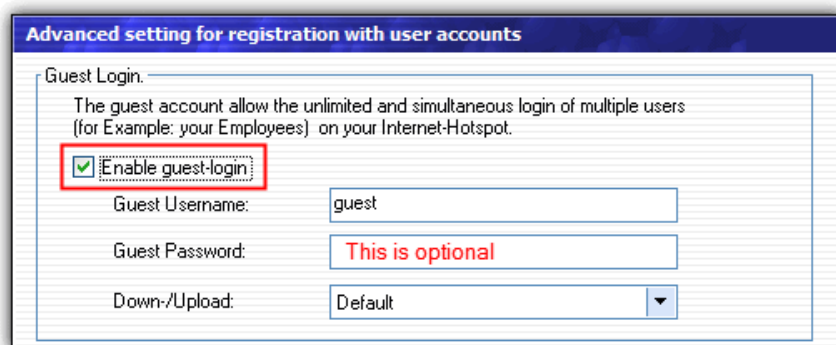 Advanced setting for registration with user accounts
Guest Login.
The guest account allow the unlimited and simultaneous login of multiple users
(for Example: your Employees) on your Internet-Hotspot.
Enable guest-login
Guest Username: guest
Guest Password: This is optional
Down-/Upload: Default